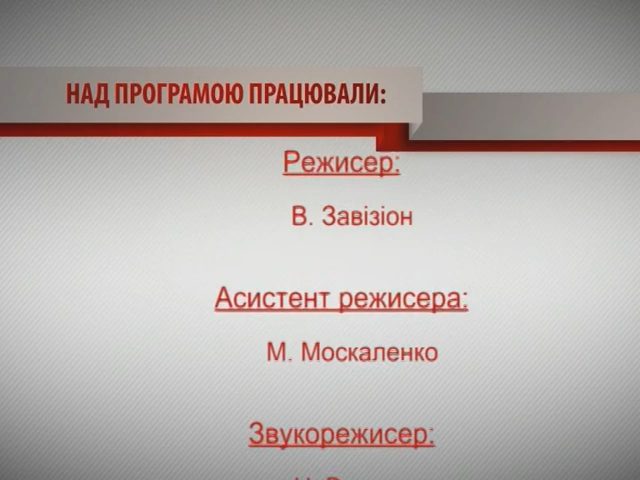 НАД ПРОГРАМОЮ ПРАЦЮВАЛИ:
Режисер:
В. Завізіон
Асистент режисера:
М. Москаленко
Звукорежисер: